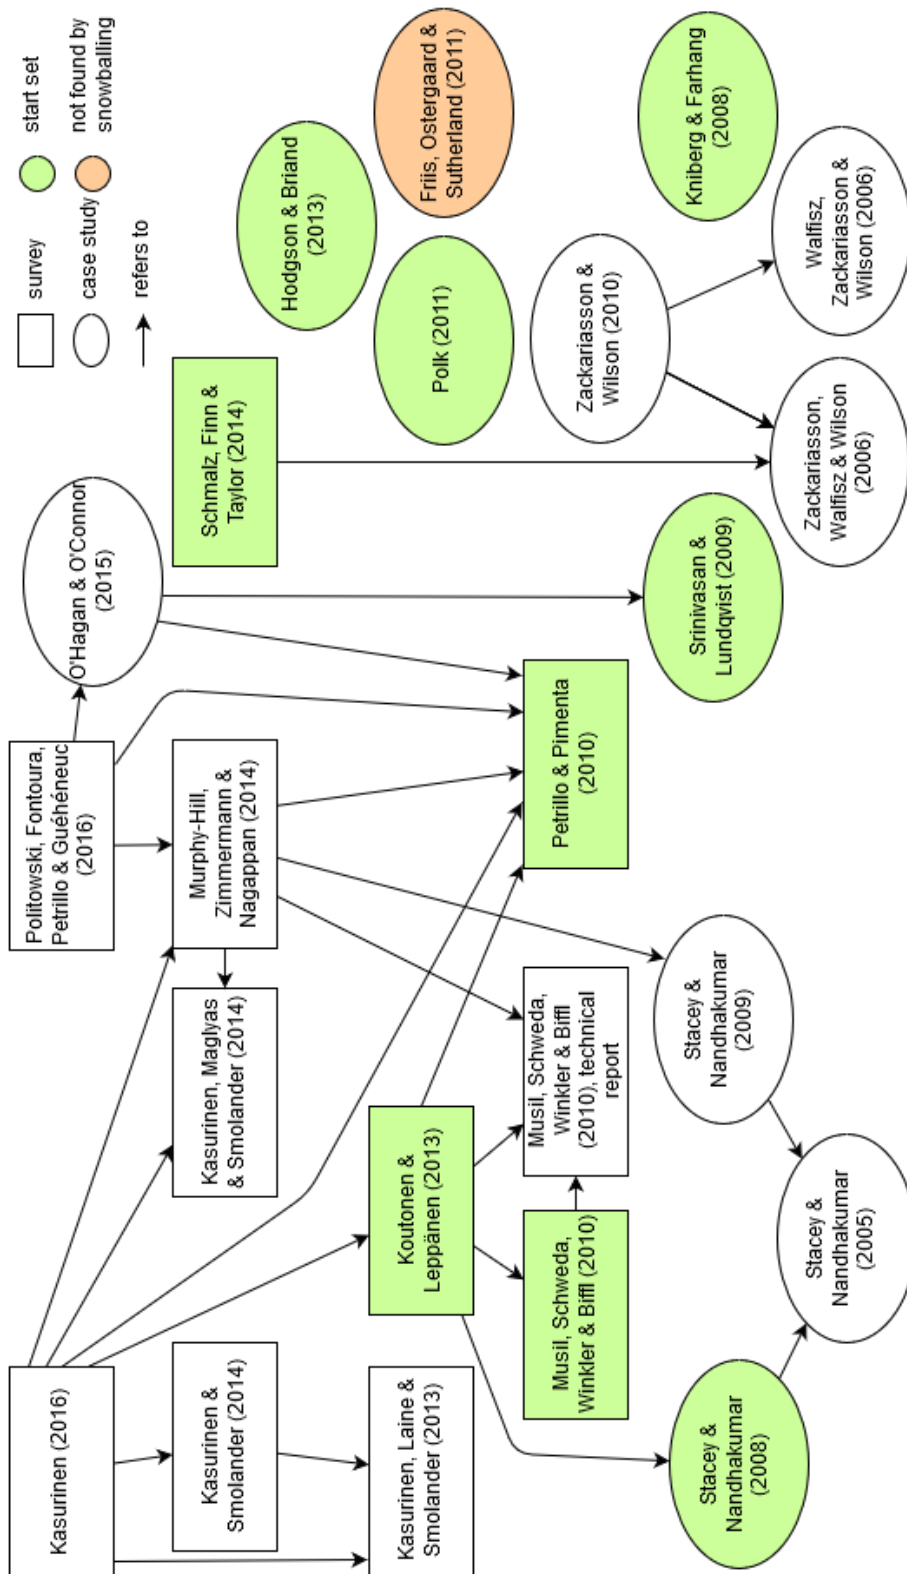 survey
case study
refers to
start set
not found by
snowballing
Kasurinen (2016)
Politowski, Fontoura,
Petrillo & Guéhéneuc
(2016)
O'Hagan & O'Connor
(2015)
Kasurinen &
Smolander (2014)
Kasurinen, Maglyas
& Smolander (2014)
Murphy-Hill,
Zimmermann &
Nagappan (2014)
Schmalz, Finn &
Taylor (2014)
Hodgson & Briand
(2013)
Kasurinen, Laine &
Smolander (2013)
Koutonen &
Leppänen (2013)
Polk (2011)
Friis, Ostergaard &
Sutherland (2011)
Musil, Schweda,
Winkler & Biffl (2010)
Musil, Schweda,
Winkler & Biffl
(2010), technical
report
Petrillo & Pimenta
(2010)
Zackariasson &
Wilson (2010)
Stacey &
Nandhakumar
(2008)
Stacey &
Nandhakumar
(2009)
Srinivasan &
Lundqvist (2009)
Kniberg & Farhang
(2008)
Stacey &
Nandhakumar
(2005)
Zackariasson,
Walfisz & Wilson
(2006)
Walfisz,
Zackariasson &
Wilson (2006)